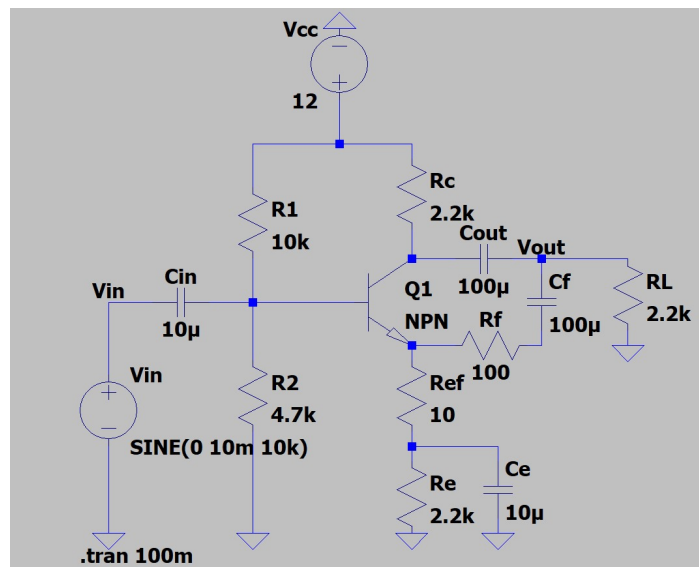 Vcc
12
R1
10k
Rc
2.2k
Cout
100µ
Vout
Cf
100µ
RL
2.2k
Vin
Cin
10µ
Q1
NPN
Rf
100
Vin
SINE(0 10m 10k)
R2
4.7k
Ref
10
Re
2.2k
Ce
10µ
.tran 100m